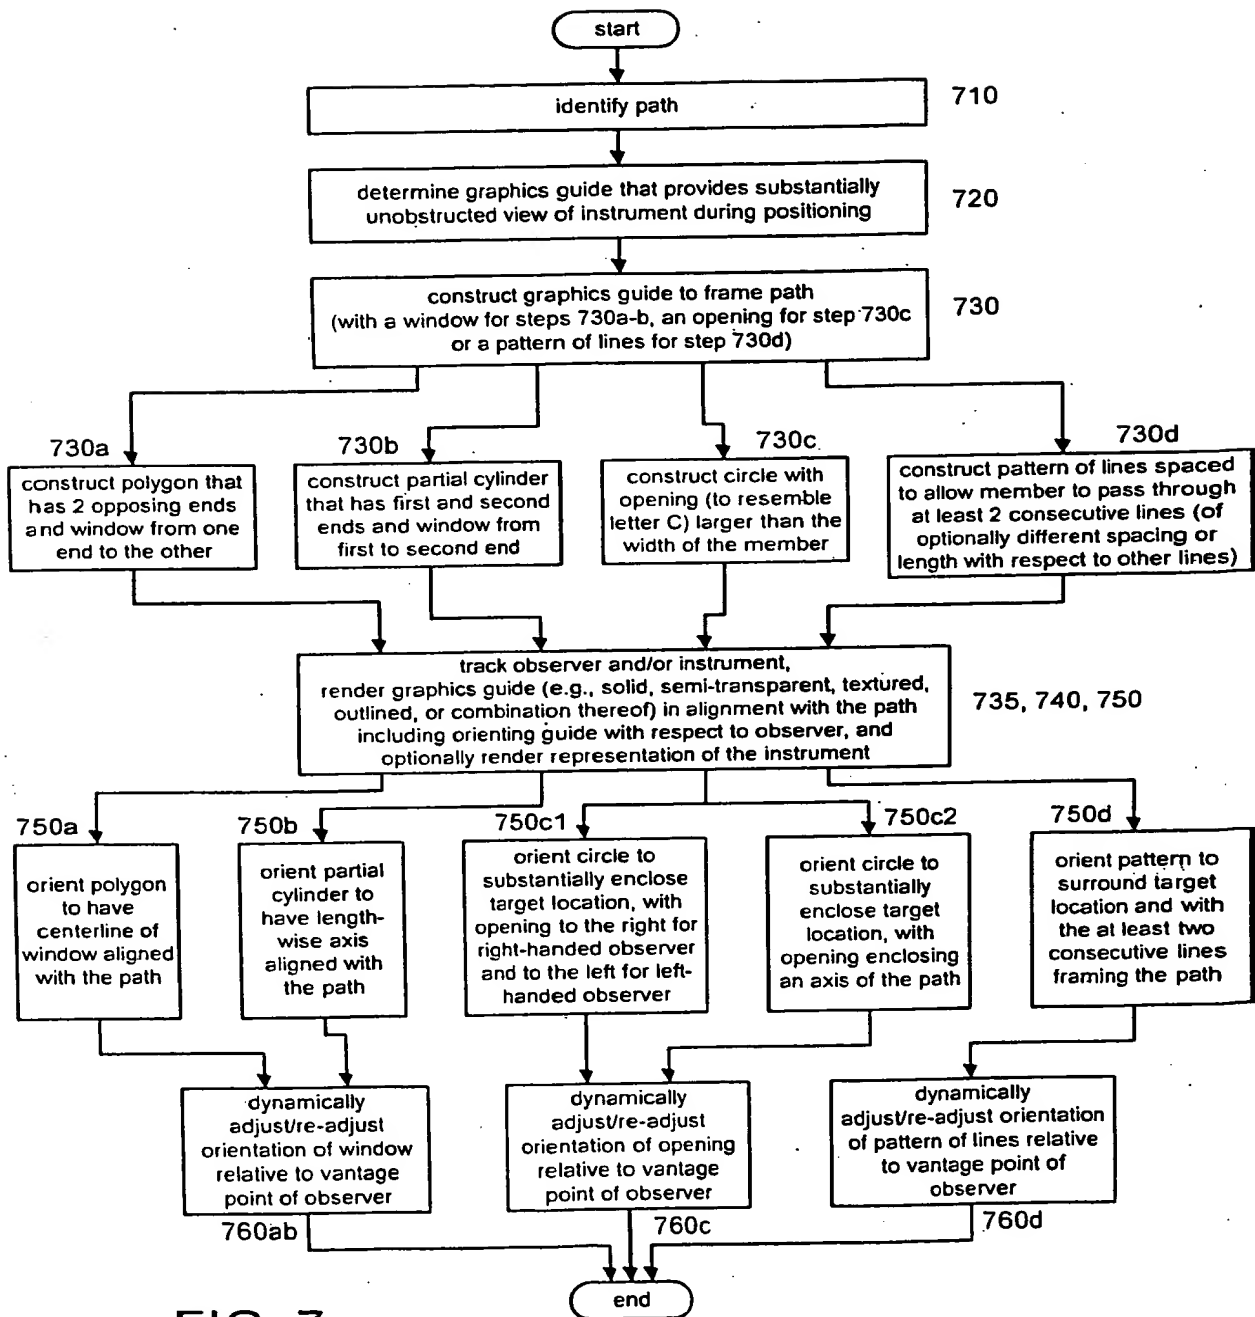 start
identify path
710
determine graphics guide that provides substantially
unobstructed view of instrument during positioning
720
construct graphics guide to frame path
(with a window for steps 730a-b, an opening for step 730c
or a pattern of lines for step 730d)
730
730a
construct polygon that
has 2 opposing ends
and window from one
end to the other
730b
construct partial cylinder
that has first and second
ends and window from
first to second end
730c
construct circle with
opening (to resemble
letter C) larger than the
width of the member
730d
construct pattern of lines spaced
to allow member to pass through
at least 2 consecutive lines (of
optionally different spacing or
length with respect to other lines)
track observer and/or instrument,
render graphics guide (e.g., solid, semi-transparent, textured,
outlined, or combination thereof) in alignment with the path
including orienting guide with respect to observer, and
optionally render representation of the instrument
735, 740, 750
750a
orient polygon
to have
centerline of
window aligned
with the path
750b
orient partial
cylinder to
have length-
wise axis
aligned with
the path
750c1
orient circle to
substantially enclose
target location, with
opening to the right for
right-handed observer
and to the left for left-
handed observer
750c2
orient circle to
substantially
enclose target
location, with
opening enclosing
an axis of the path
750d
orient pattern to
surround target
location and with
the at least two
consecutive lines
framing the path
dynamically
adjust/re-adjust
orientation of window
relative to vantage
point of observer
760ab
dynamically
adjust/re-adjust
orientation of opening
relative to vantage
point of observer
760c
dynamically
adjust/re-adjust orientation
of pattern of lines relative
to vantage point of
observer
760d
end
FIG. 7